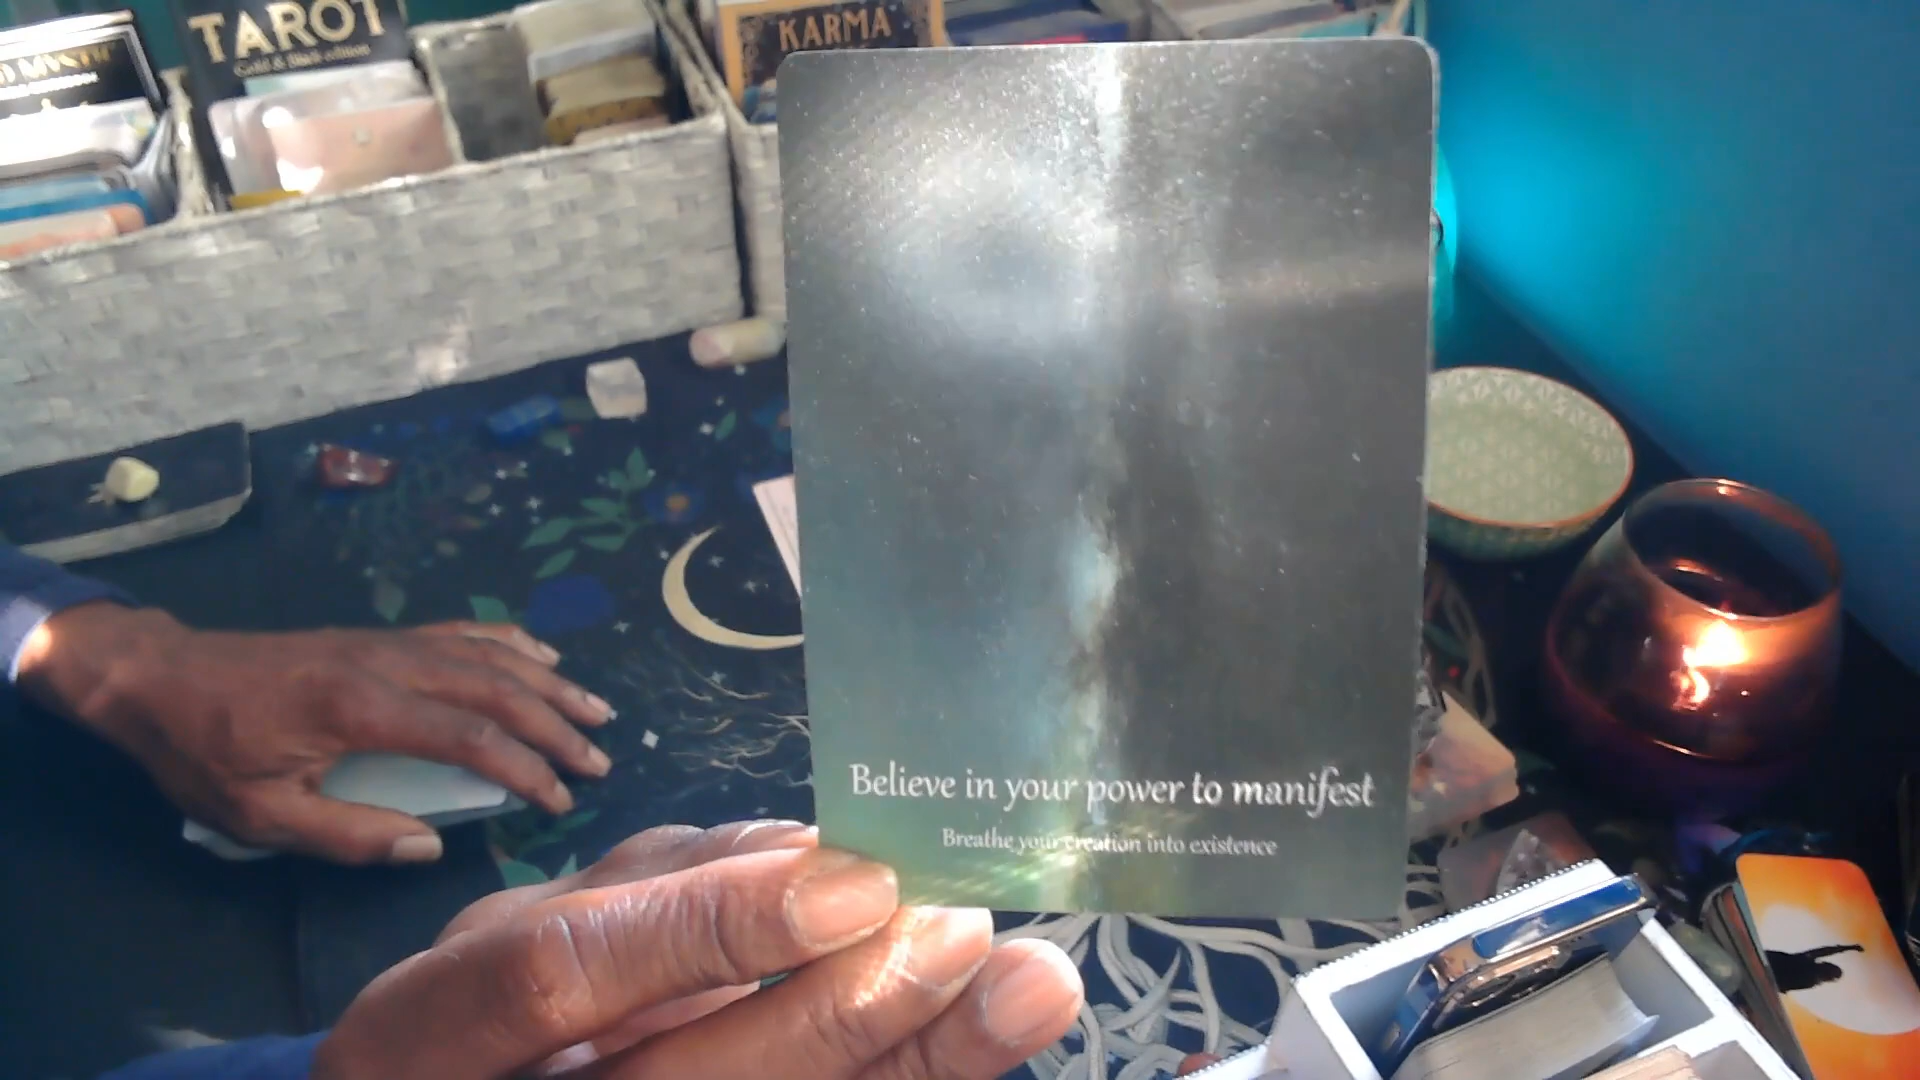 TAROT
Gold & Black edition
KARMA
Believe in your power to manifest
Breathe your creation into existence